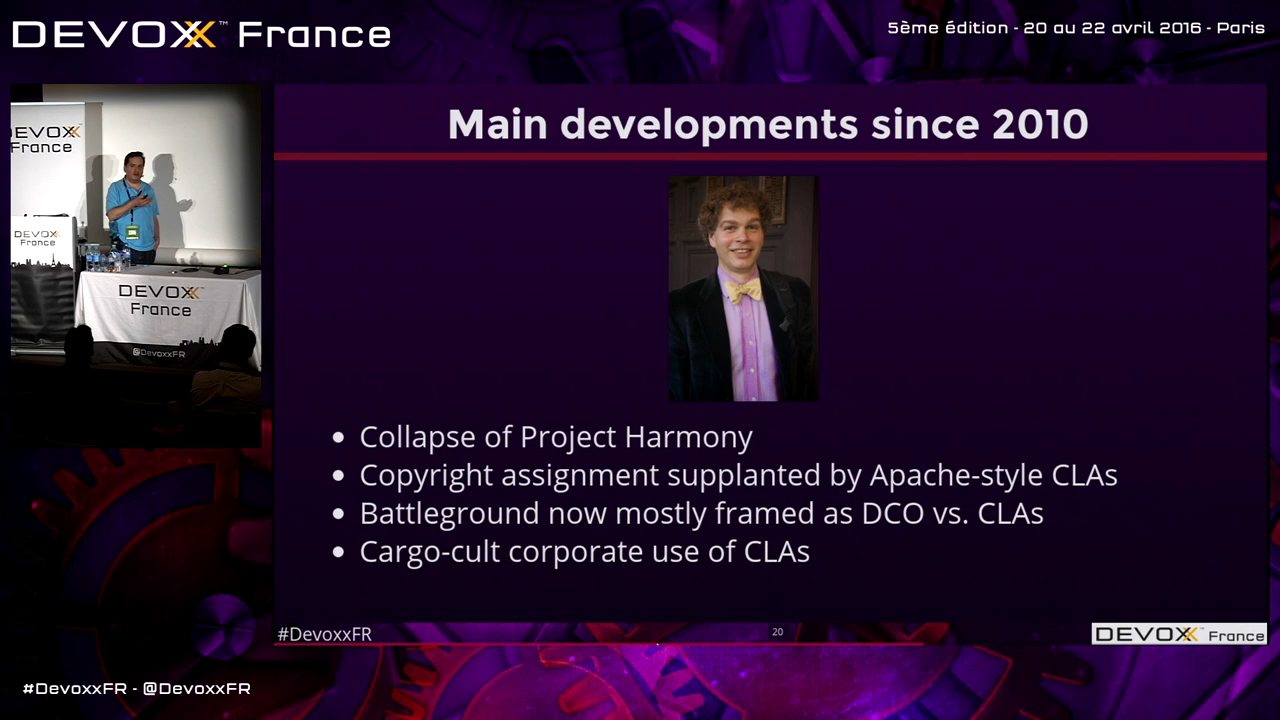 DEVOXX™ France
5ème édition - 20 au 22 avril 2016 - Paris
DEVOXX
France
DEVOXX
France
DEVOXX
France
@DevoxxFR
Main developments since 2010
• Collapse of Project Harmony
• Copyright assignment supplanted by Apache-style CLAs
• Battleground now mostly framed as DCO vs. CLAs
• Cargo-cult corporate use of CLAs
#DevoxxFR
20
DEVOXX France
#DevoxxFR - @DevoxxFR